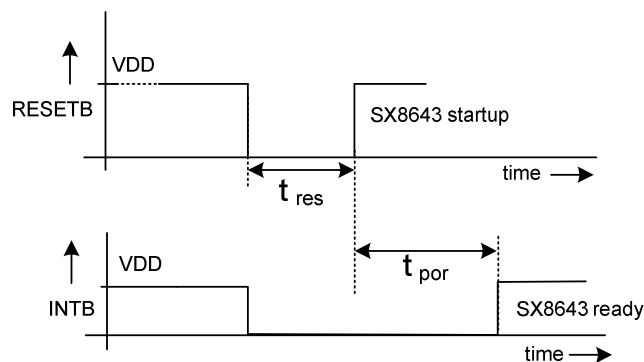 VDD
RESETB
SX8643 startup
time
t res
VDD
t por
INTB
SX8643 ready
time